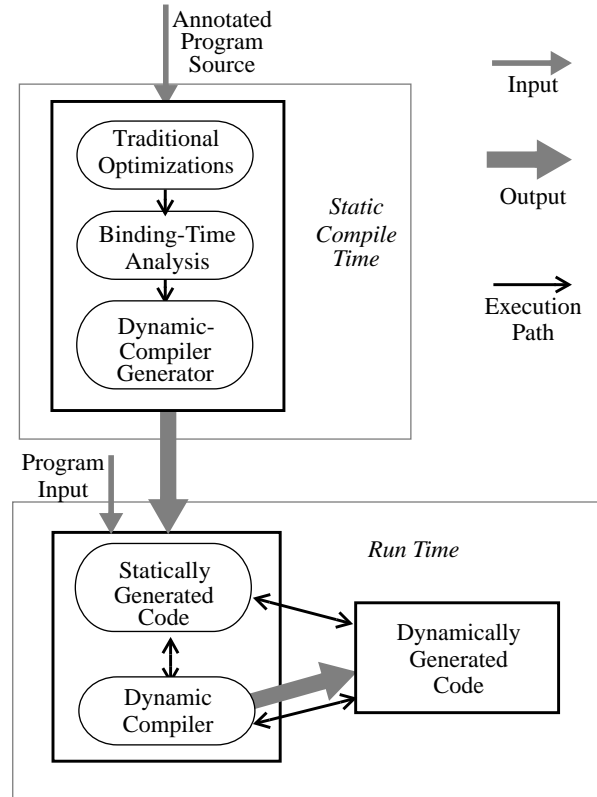 Annotated
Program
Source
Input
Output
Execution
Path
Traditional
Optimizations
Binding-Time
Analysis
Dynamic-
Compiler
Generator
Static
Compile
Time
Program
Input
Run Time
Statically
Generated
Code
Dynamic
Compiler
Dynamically
Generated
Code